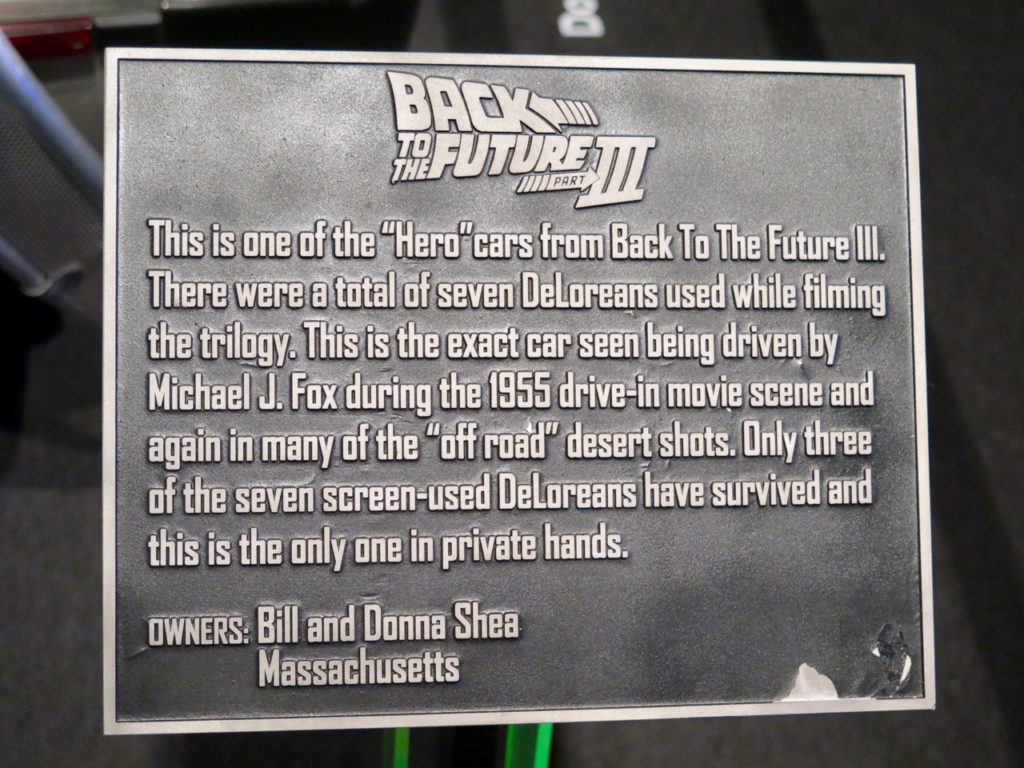 BACK
TO THE FUTURE
PART III
This is one of the "Hero" cars from Back To The Future III.
There were a total of seven DeLoreans used while filming
the trilogy. This is the exact car seen being driven by
Michael J. Fox during the 1955 drive-in movie scene and
again in many of the "off road" desert shots. Only three
of the seven screen-used DeLoreans have survived and
this is the only one in private hands.
OWNERS: Bill and Donna Shea
Massachusetts